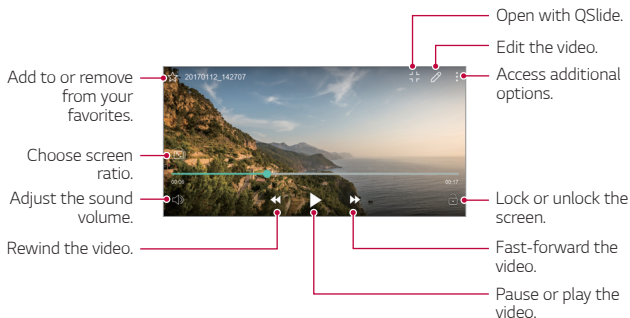 Open with QSlide.
Edit the video.
Access additional
options.
Add to or remove
from your
favorites.
20170112_142707
Choose screen
ratio.
00:17
Adjust the sound
volume.
Lock or unlock the
screen.
Rewind the video.
Fast-forward the
video.
Pause or play the
video.